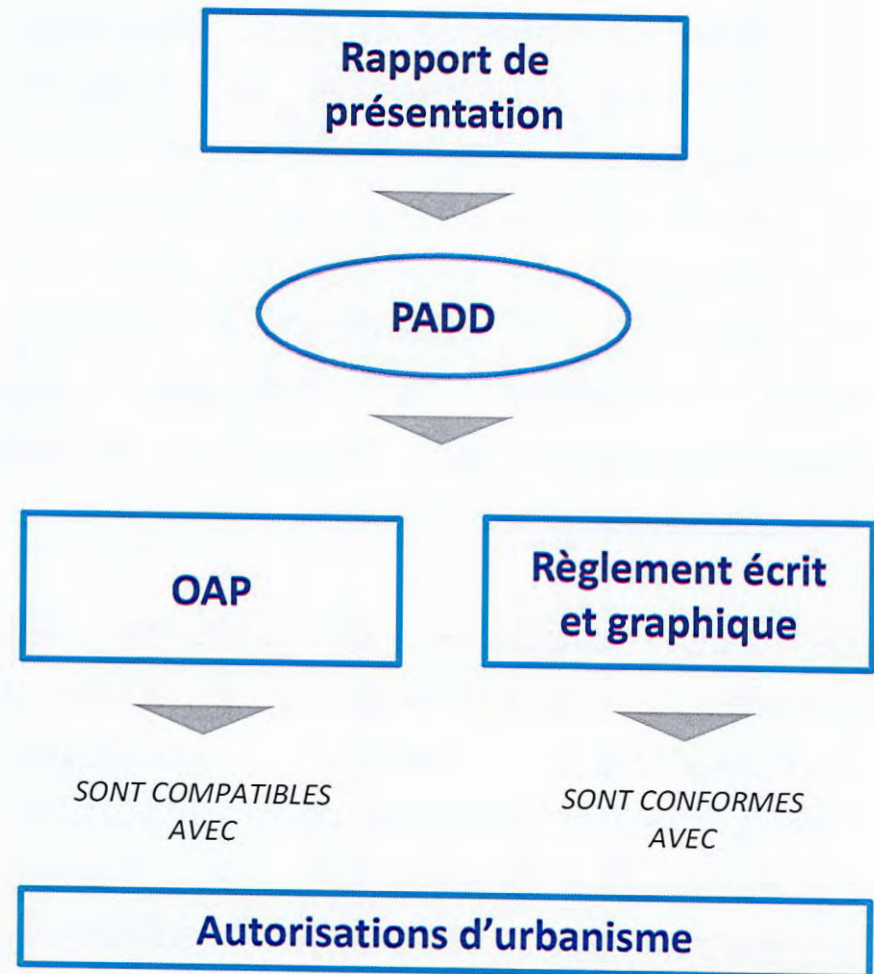 Rapport de
présentation
PADD
OAP
Règlement écrit
et graphique
SONT COMPATIBLES
AVEC
SONT CONFORMES
AVEC
Autorisations d'urbanisme